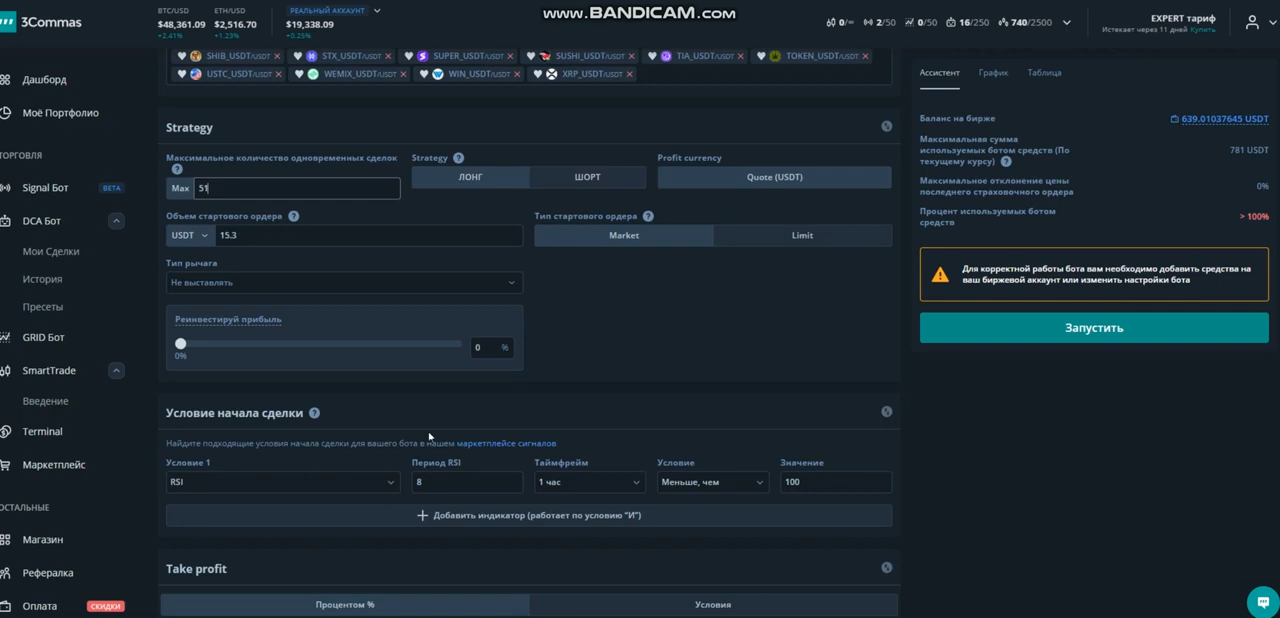 www.BANDICAM.com
3Commas
BTC/USD
$48,361.09
+2.41%
ETH/USD
$2,516.70
+1.23%
РЕАЛЬНЫЙ АККАУНТ
$19,338.09
+0.25%
0/∞ 2/50 0/50 16/250 740/2500
EXPERT тариф
Истекает через 11 дней Купить
Дашборд
Моё Портфолио
ТОРГОВЛЯ
Signal Бот BETA
DCA Бот
Мои Сделки
История
Пресеты
GRID Бот
SmartTrade
Введение
Terminal
Маркетплейс
ОСТАЛЬНЫЕ
Магазин
Рефералка
Оплата СКИДКИ
SHIB_USDT/USDT STX_USDT/USDT SUPER_USDT/USDT SUSHI_USDT/USDT TIA_USDT/USDT TOKEN_USDT/USDT
USTC_USDT/USDT WEMIX_USDT/USDT WIN_USDT/USDT XRP_USDT/USDT
Strategy
Максимальное количество одновременных сделок
Max 51
Strategy
ЛОНГ ШОРТ
Profit currency
Quote (USDT)
Объем стартового ордера
USDT 15.3
Тип стартового ордера
Market Limit
Тип рычага
Не выставлять
Реинвестируй прибыль
0%
0 %
Условие начала сделки
Найдите подходящие условия начала сделки для вашего бота в нашем маркетплейсе сигналов
Условие 1 Период RSI Таймфрейм Условие Значение
RSI 8 1 час Меньше, чем 100
Добавить индикатор (работает по условию "И")
Take profit
Процентом % Условия
Ассистент График Таблица
Баланс на бирже 639.01037645 USDT
Максимальная сумма
используемых ботом средств (По
текущему курсу)
781 USDT
Максимальное отклонение цены
последнего страховочного ордера
0%
Процент используемых ботом
средств
> 100%
Для корректной работы бота вам необходимо добавить средства на
ваш биржевой аккаунт или изменить настройки бота
Запустить